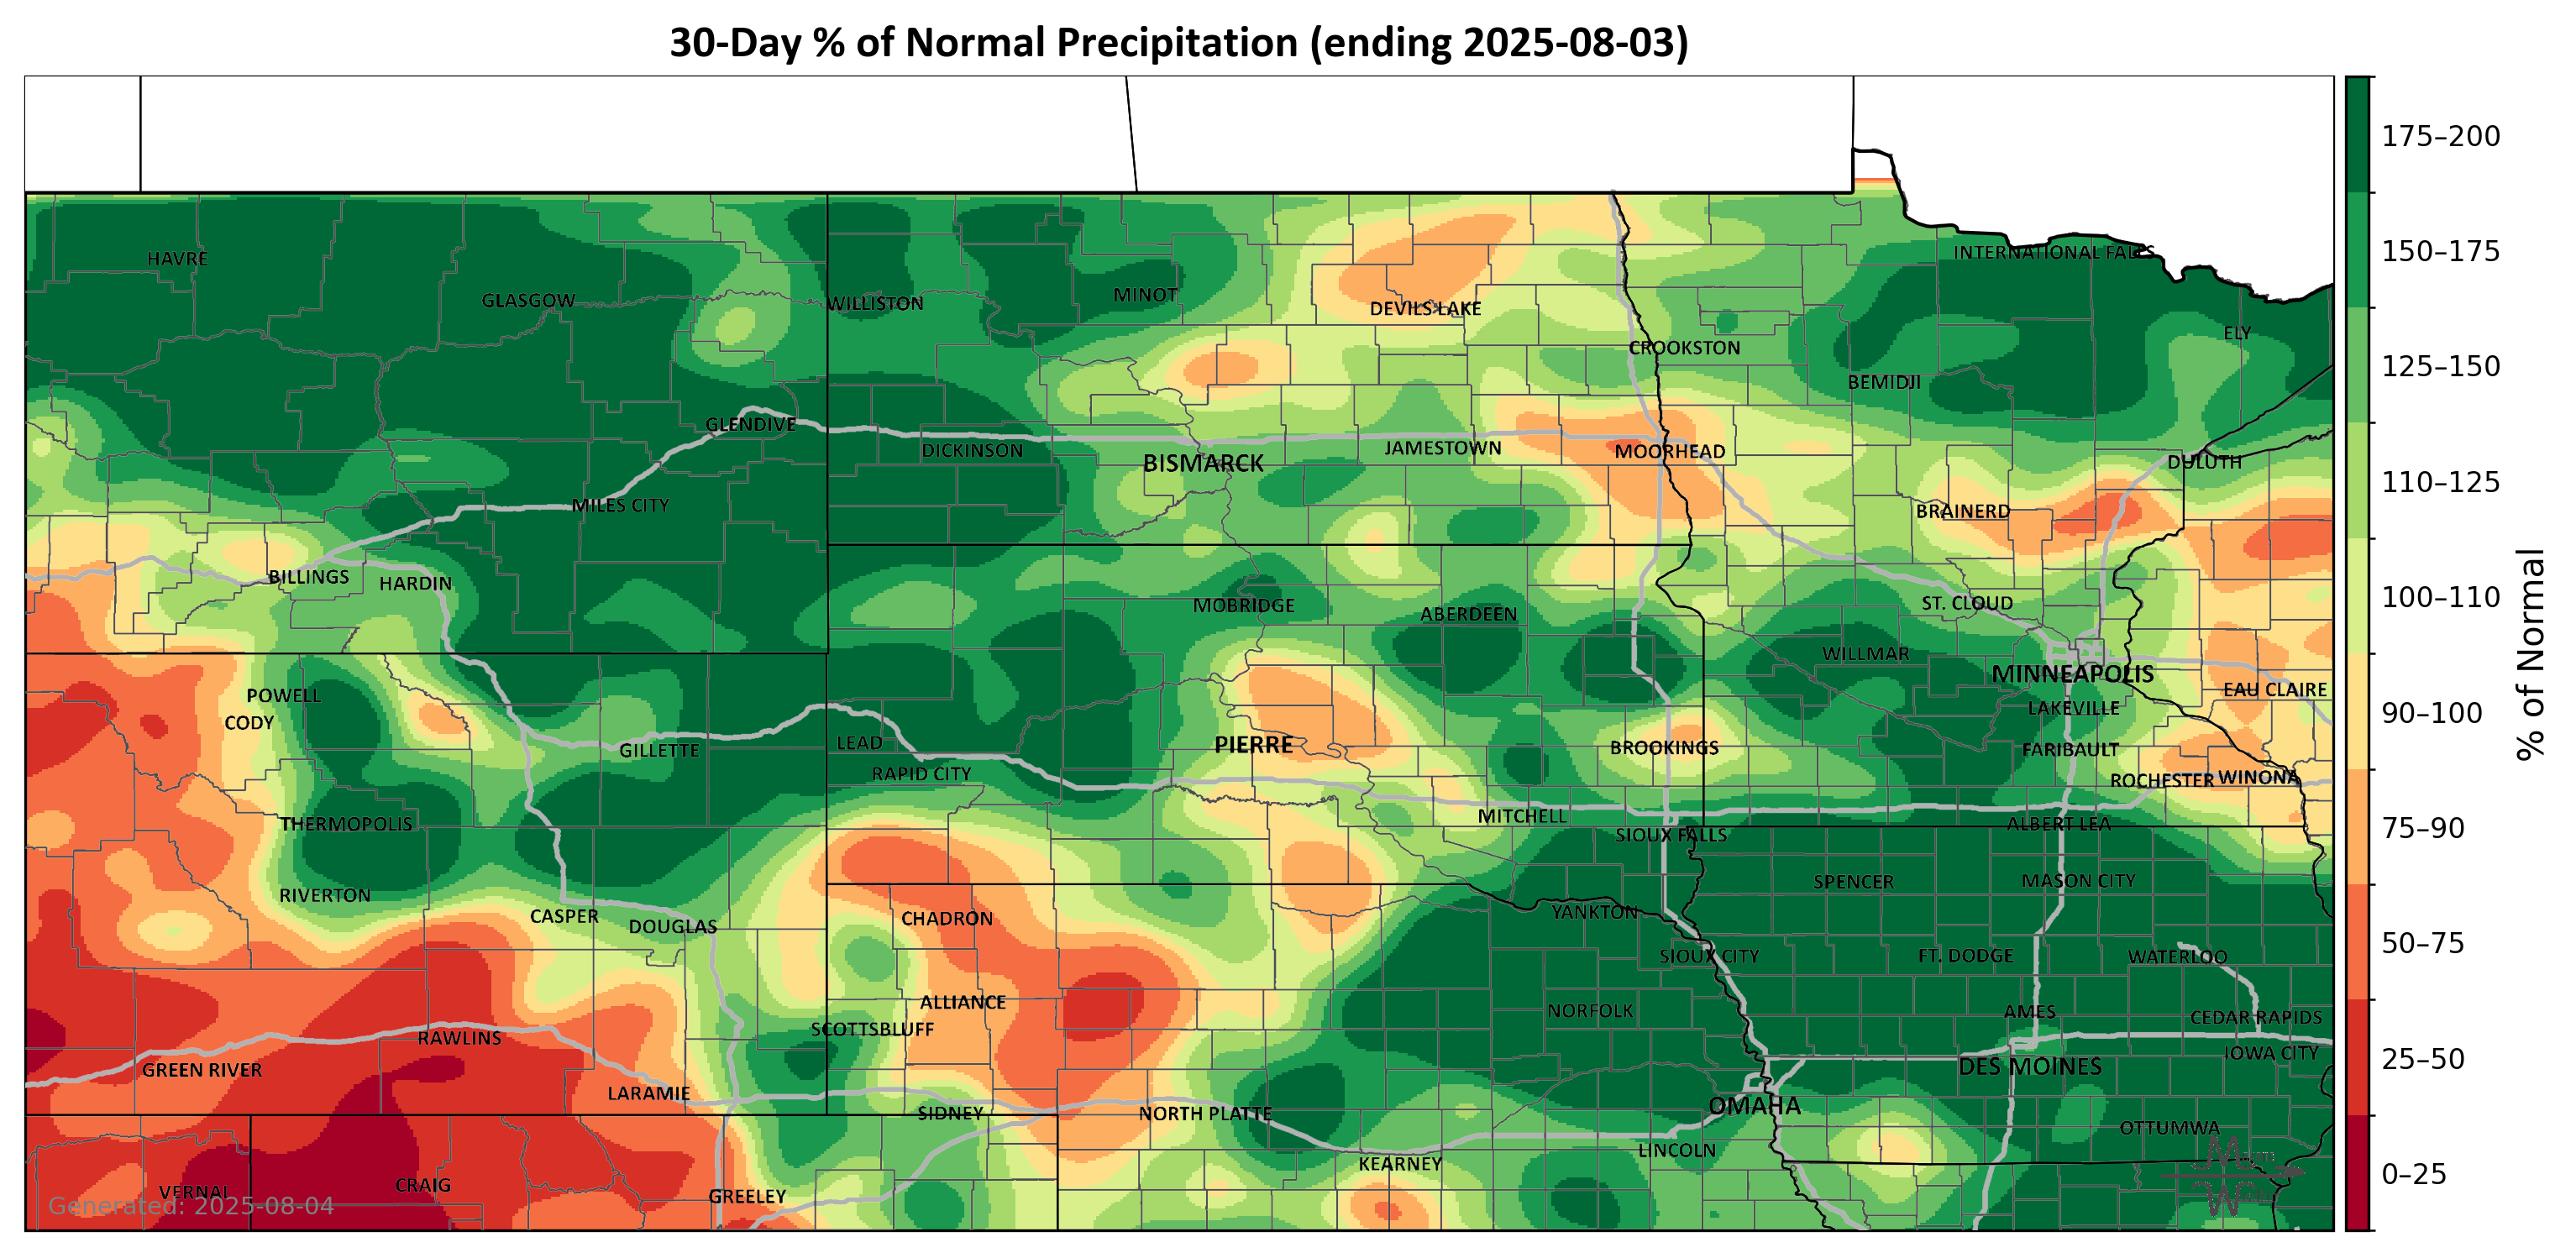 30-Day % of Normal Precipitation (ending 2025-08-03)
HAVRE
GLASGOW
WILLISTON
MINOT
DEVILS LAKE
CROOKSTON
INTERNATIONAL FALLS
ELY
BEMIDJI
GLENDIVE
DICKINSON
BISMARCK
JAMESTOWN
MOORHEAD
DULUTH
MILES CITY
BRAINERD
BILLINGS
HARDIN
MOBRIDGE
ABERDEEN
ST. CLOUD
WILLMAR
MINNEAPOLIS
POWELL
CODY
EAU CLAIRE
LAKEVILLE
GILLETTE
LEAD
PIERRE
BROOKINGS
FARIBAULT
RAPID CITY
ROCHESTER
WINONA
THERMOPOLIS
MITCHELL
SIOUX FALLS
ALBERT LEA
RIVERTON
SPENCER
MASON CITY
CASPER
DOUGLAS
CHADRON
YANKTON
SIOUX CITY
FT. DODGE
WATERLOO
ALLIANCE
NORFOLK
AMES
CEDAR RAPIDS
SCOTTSBLUFF
RAWLINS
IOWA CITY
GREEN RIVER
DES MOINES
LARAMIE
SIDNEY
NORTH PLATTE
OMAHA
OTTUMWA
LINCOLN
KEARNEY
VERNAL
CRAIG
GREELEY
Generated: 2025-08-04
175–200
150–175
125–150
110–125
100–110
90–100
75–90
50–75
25–50
0–25
% of Normal